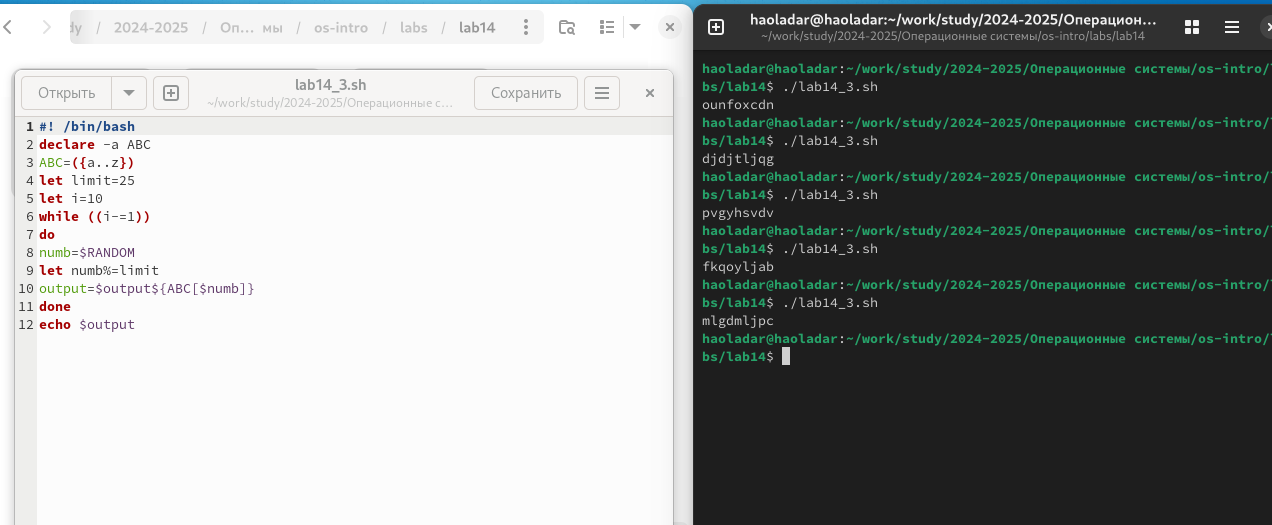 dy / 2024-2025 / Оп... мы / os-intro / labs / lab14
Открыть
lab14_3.sh
~/work/study/2024-2025/Операционные с...
Сохранить
1 #! /bin/bash
2 declare -a ABC
3 ABC=({a..z})
4 let limit=25
5 let i=10
6 while ((i-=1))
7 do
8 numb=$RANDOM
9 let numb%=limit
10 output=$output${ABC[$numb]}
11 done
12 echo $output
haoladar@haoladar:~/work/study/2024-2025/Операцион...
~/work/study/2024-2025/Операционные системы/os-intro/labs/lab14
haoladar@haoladar:~/work/study/2024-2025/Операционные системы/os-intro/l
bs/lab14$ ./lab14_3.sh
ounfoxcdn
haoladar@haoladar:~/work/study/2024-2025/Операционные системы/os-intro/l
bs/lab14$ ./lab14_3.sh
djdjtljqg
haoladar@haoladar:~/work/study/2024-2025/Операционные системы/os-intro/l
bs/lab14$ ./lab14_3.sh
pvgyhsvdv
haoladar@haoladar:~/work/study/2024-2025/Операционные системы/os-intro/l
bs/lab14$ ./lab14_3.sh
fkqoyljab
haoladar@haoladar:~/work/study/2024-2025/Операционные системы/os-intro/l
bs/lab14$ ./lab14_3.sh
mlgdmljpc
haoladar@haoladar:~/work/study/2024-2025/Операционные системы/os-intro/l
bs/lab14$